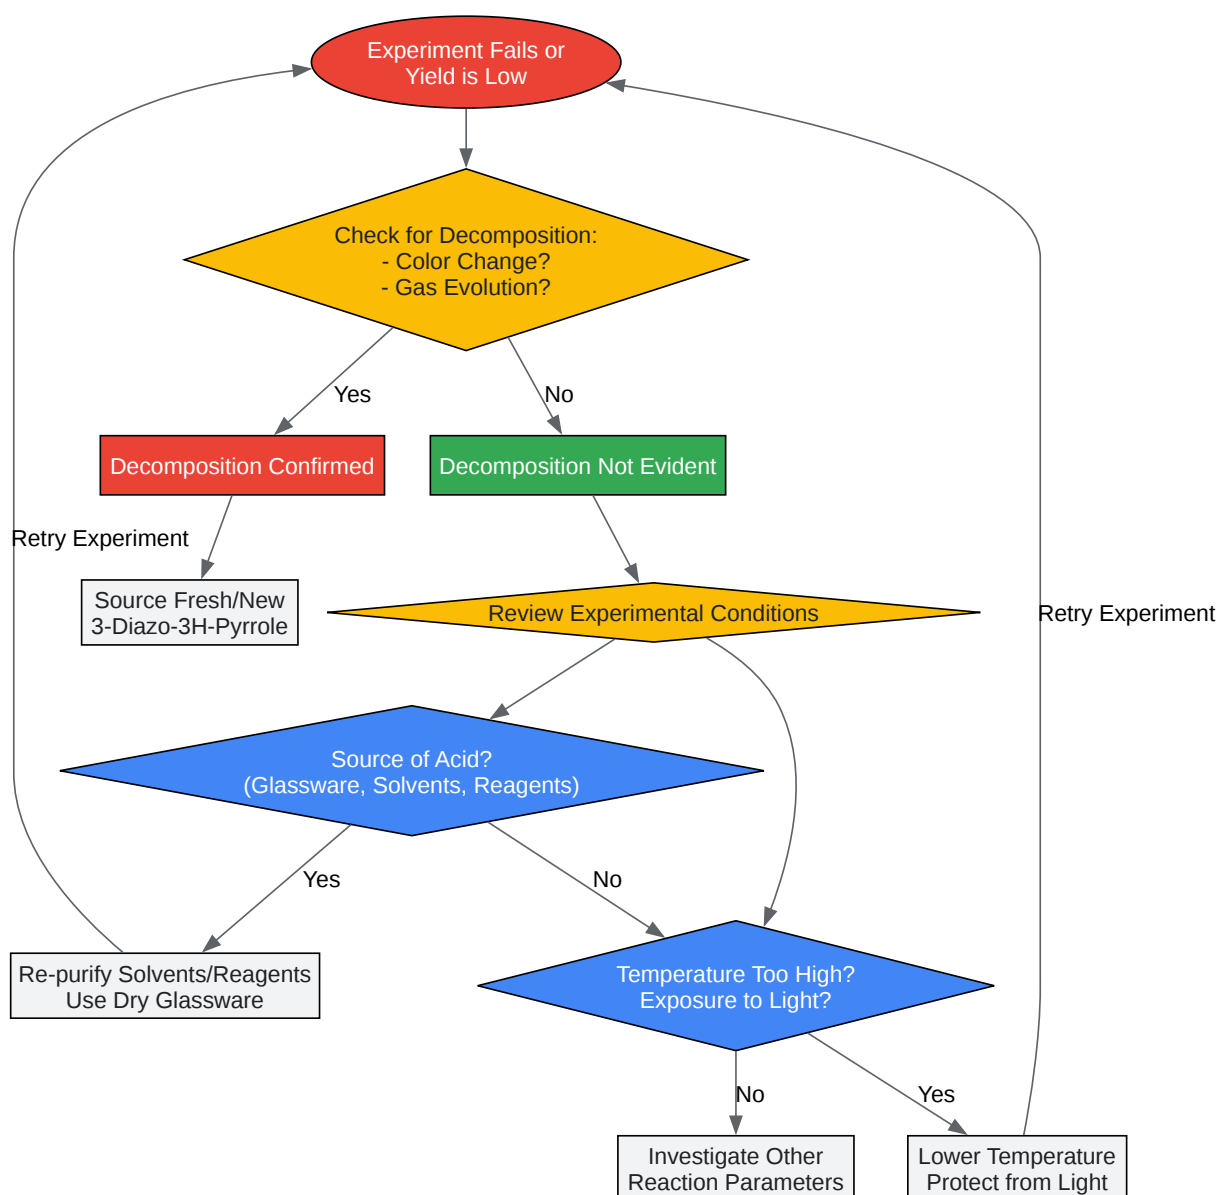 Experiment Fails or
Yield is Low
Check for Decomposition:
- Color Change?
- Gas Evolution?
Yes
No
Decomposition Confirmed
Decomposition Not Evident
Retry Experiment
Source Fresh/New
3-Diazo-3H-Pyrrole
Review Experimental Conditions
Retry Experiment
Source of Acid?
(Glassware, Solvents, Reagents)
Yes
No
Re-purify Solvents/Reagents
Use Dry Glassware
Temperature Too High?
Exposure to Light?
No
Yes
Investigate Other
Reaction Parameters
Lower Temperature
Protect from Light